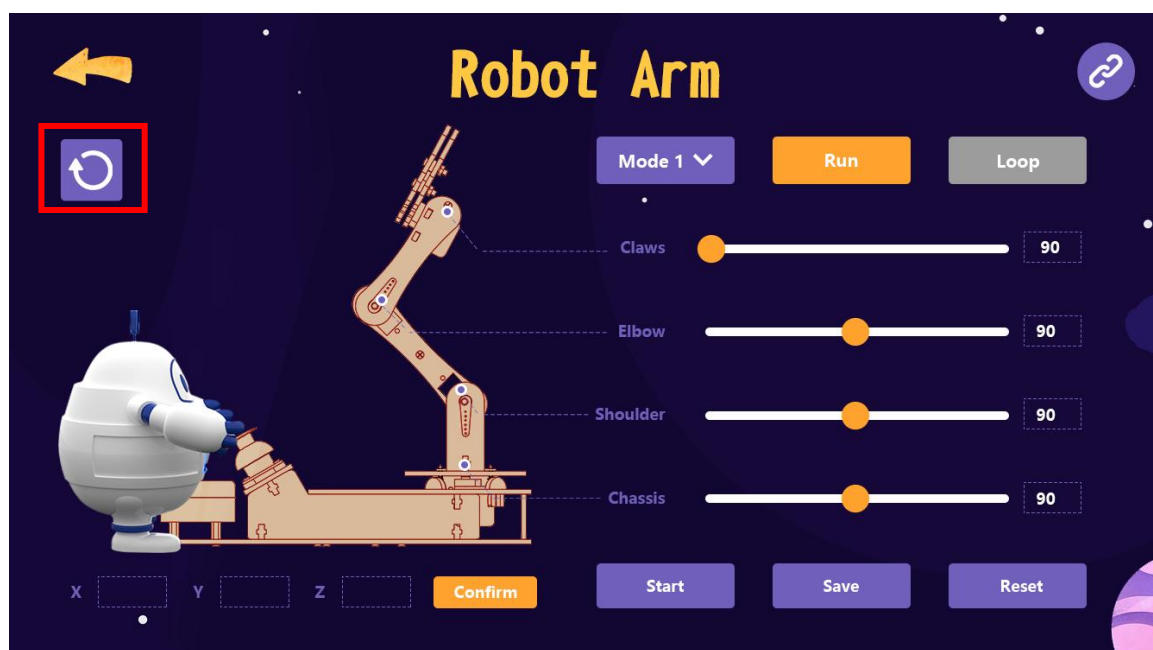 Robot Arm
Mode 1 Run Loop
Claws 90
Elbow 90
Shoulder 90
Chassis 90
X Y Z Confirm Start Save Reset